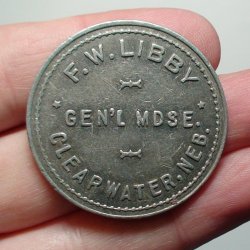 F.W. LIBBY
GEN'L MDSE.
CLEARWATER, NEB.